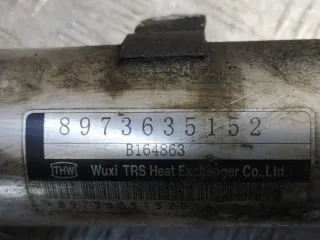 8973635152
B164863
THW Wuxi TRS Heat Exchanger Co.,Ltd